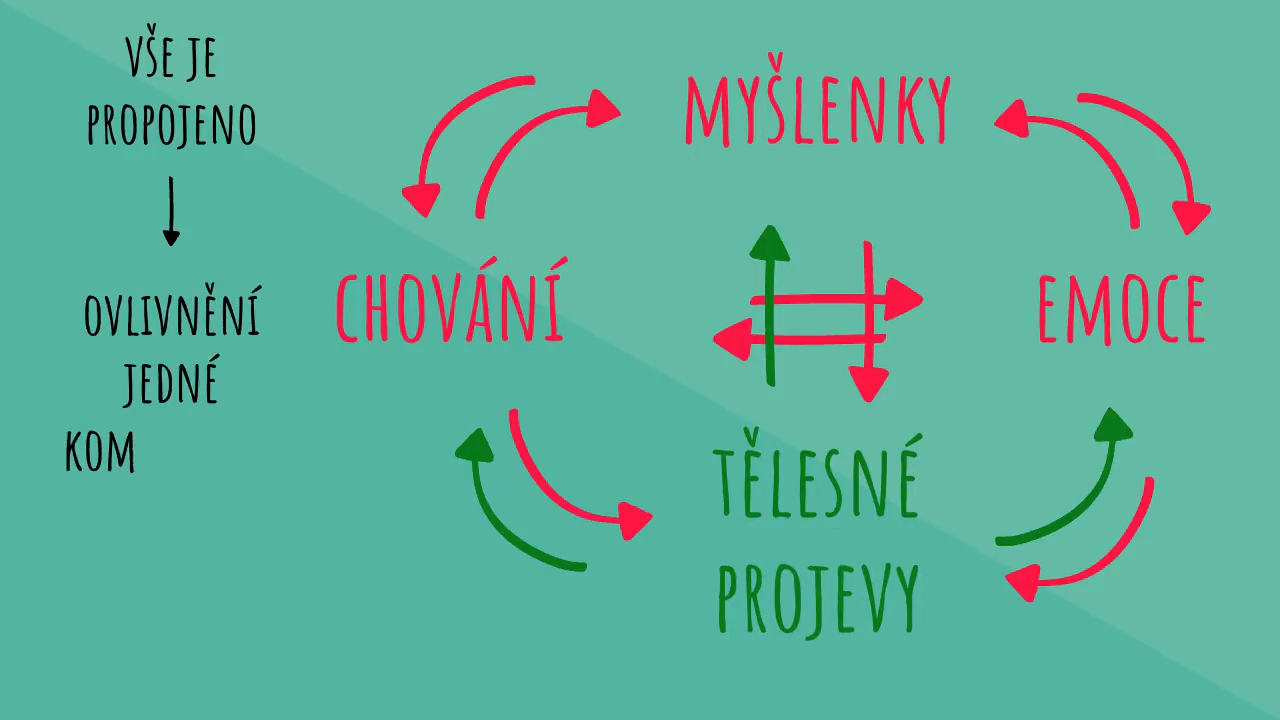 VŠE JE
PROPOJENO
OVLIVNĚNÍ
JEDNÉ
KOM
MYŠLENKY
CHOVÁNÍ
EMOCE
TĚLESNÉ
PROJEVY